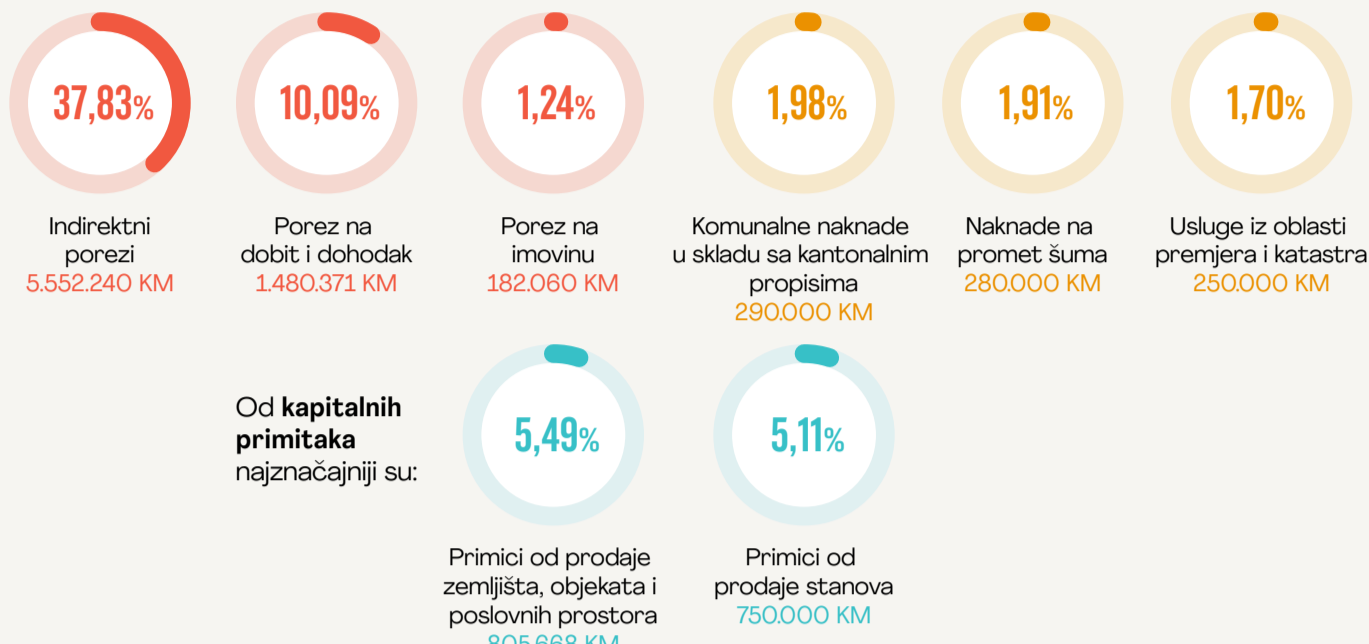 37,83%
10,09%
1,24%
1,98%
1,91%
1,70%
Indirektni
porezi
5.552.240 KM
Porez na
dobit i dohodak
1.480.371 KM
Porez na
imovinu
182.060 KM
Komunalne naknade
u skladu sa kantonalnim
propisima
290.000 KM
Naknade na
promet šuma
280.000 KM
Usluge iz oblasti
premjera i katastra
250.000 KM
Od kapitalnih
primitaka
najznačajniji su:
5,49%
5,11%
Primici od prodaje
zemljišta, objekata i
poslovnih prostora
805.668 KM
Primici od
prodaje stanova
750.000 KM